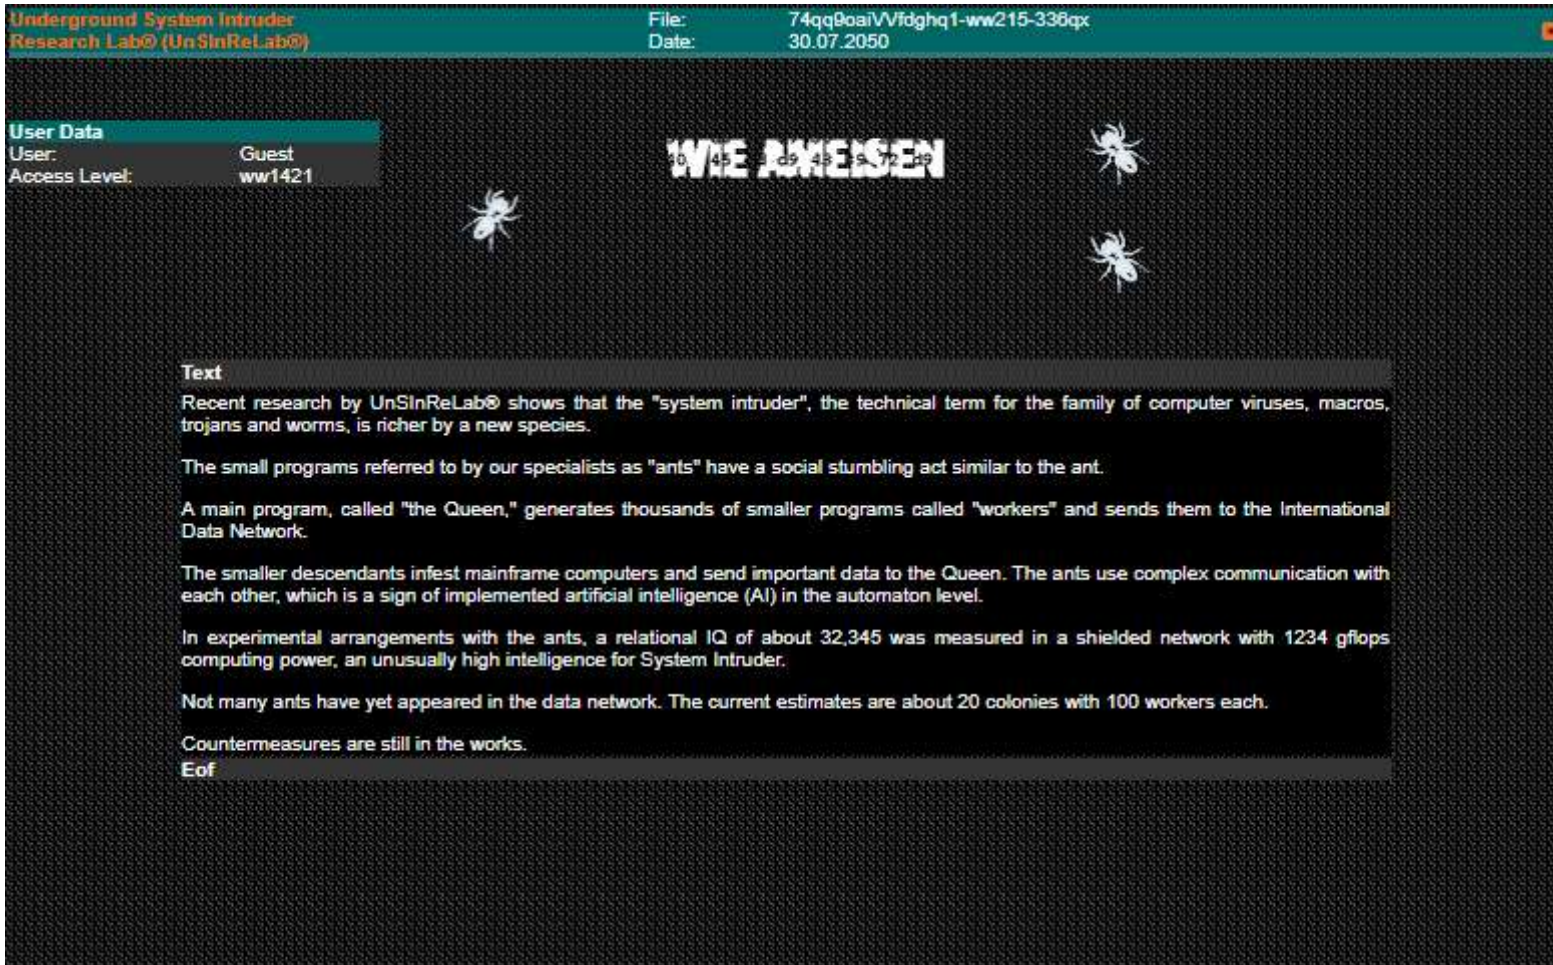 Underground System Intruder
Research Lab® (UnSInReLab®)
File: 74qq9oaiVVfdghq1-ww215-336qx
Date: 30.07.2050
User Data
User: Guest
Access Level: ww1421
WIE AMEISEN
Text
Recent research by UnSInReLab® shows that the "system intruder", the technical term for the family of computer viruses, macros,
trojans and worms, is richer by a new species.
The small programs referred to by our specialists as "ants" have a social stumbling act similar to the ant.
A main program, called "the Queen," generates thousands of smaller programs called "workers" and sends them to the International
Data Network.
The smaller descendants infest mainframe computers and send important data to the Queen. The ants use complex communication with
each other, which is a sign of implemented artificial intelligence (AI) in the automaton level.
In experimental arrangements with the ants, a relational IQ of about 32,345 was measured in a shielded network with 1234 gflops
computing power, an unusually high intelligence for System Intruder.
Not many ants have yet appeared in the data network. The current estimates are about 20 colonies with 100 workers each.
Countermeasures are still in the works.
Eof